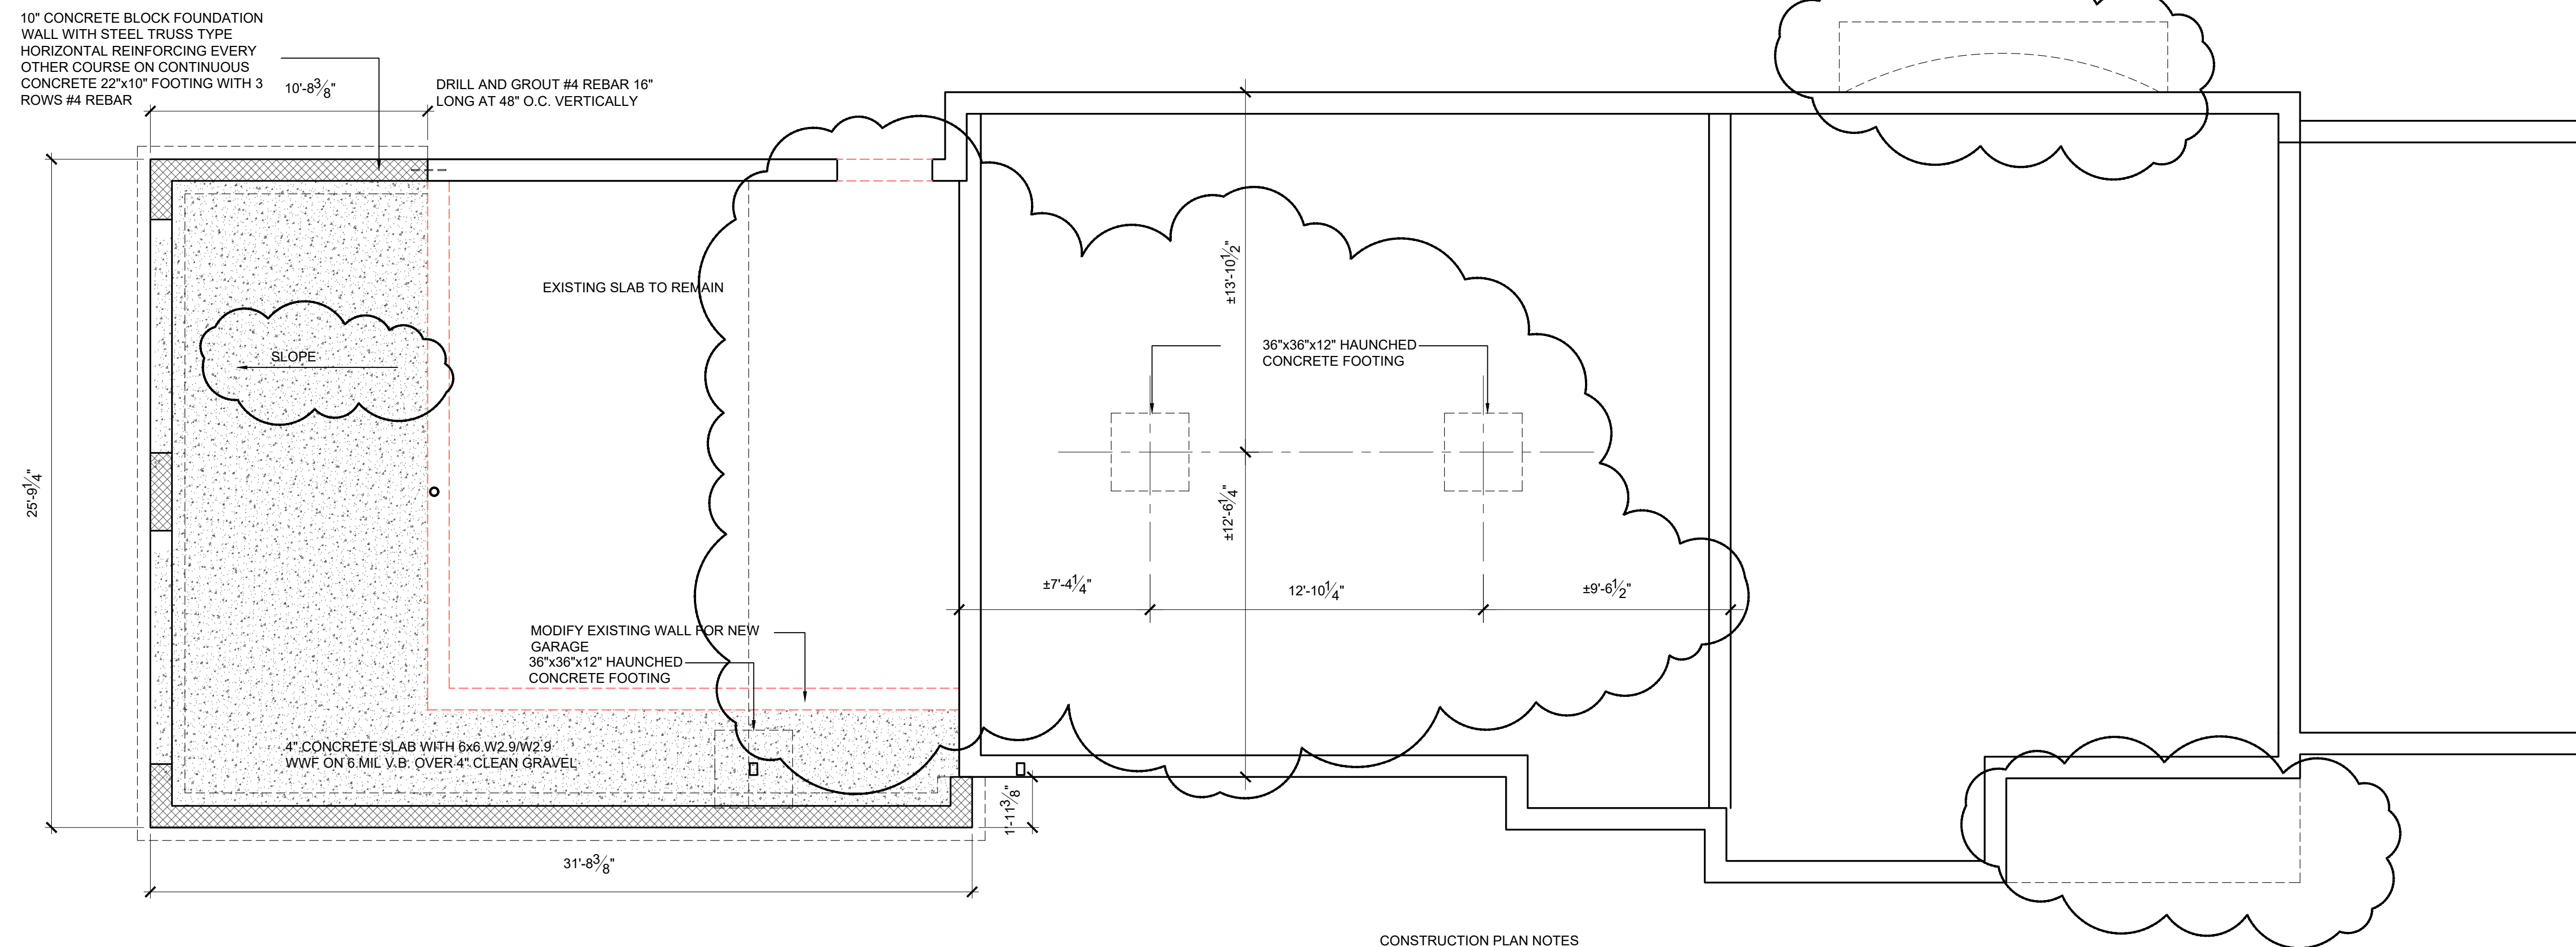 10" CONCRETE BLOCK FOUNDATION
WALL WITH STEEL TRUSS TYPE
HORIZONTAL REINFORCING EVERY
OTHER COURSE ON CONTINUOUS
CONCRETE 22"x10" FOOTING WITH 3
ROWS #4 REBAR
10'-8 3/8"
DRILL AND GROUT #4 REBAR 16"
LONG AT 48" O.C. VERTICALLY
25'-9 1/4"
EXISTING SLAB TO REMAIN
SLOPE
±13'-10 1/2"
36"x36"x12" HAUNCHED
CONCRETE FOOTING
±12'-6 1/4"
±7'-4 1/4"
12'-10 1/4"
±9'-6 1/2"
MODIFY EXISTING WALL FOR NEW
GARAGE
36"x36"x12" HAUNCHED
CONCRETE FOOTING
4" CONCRETE SLAB WITH 6x6 W2.9/W2.9
WWF ON 6 MIL V.B. OVER 4" CLEAN GRAVEL
1'-11 3/8"
31'-8 3/8"
CONSTRUCTION PLAN NOTES